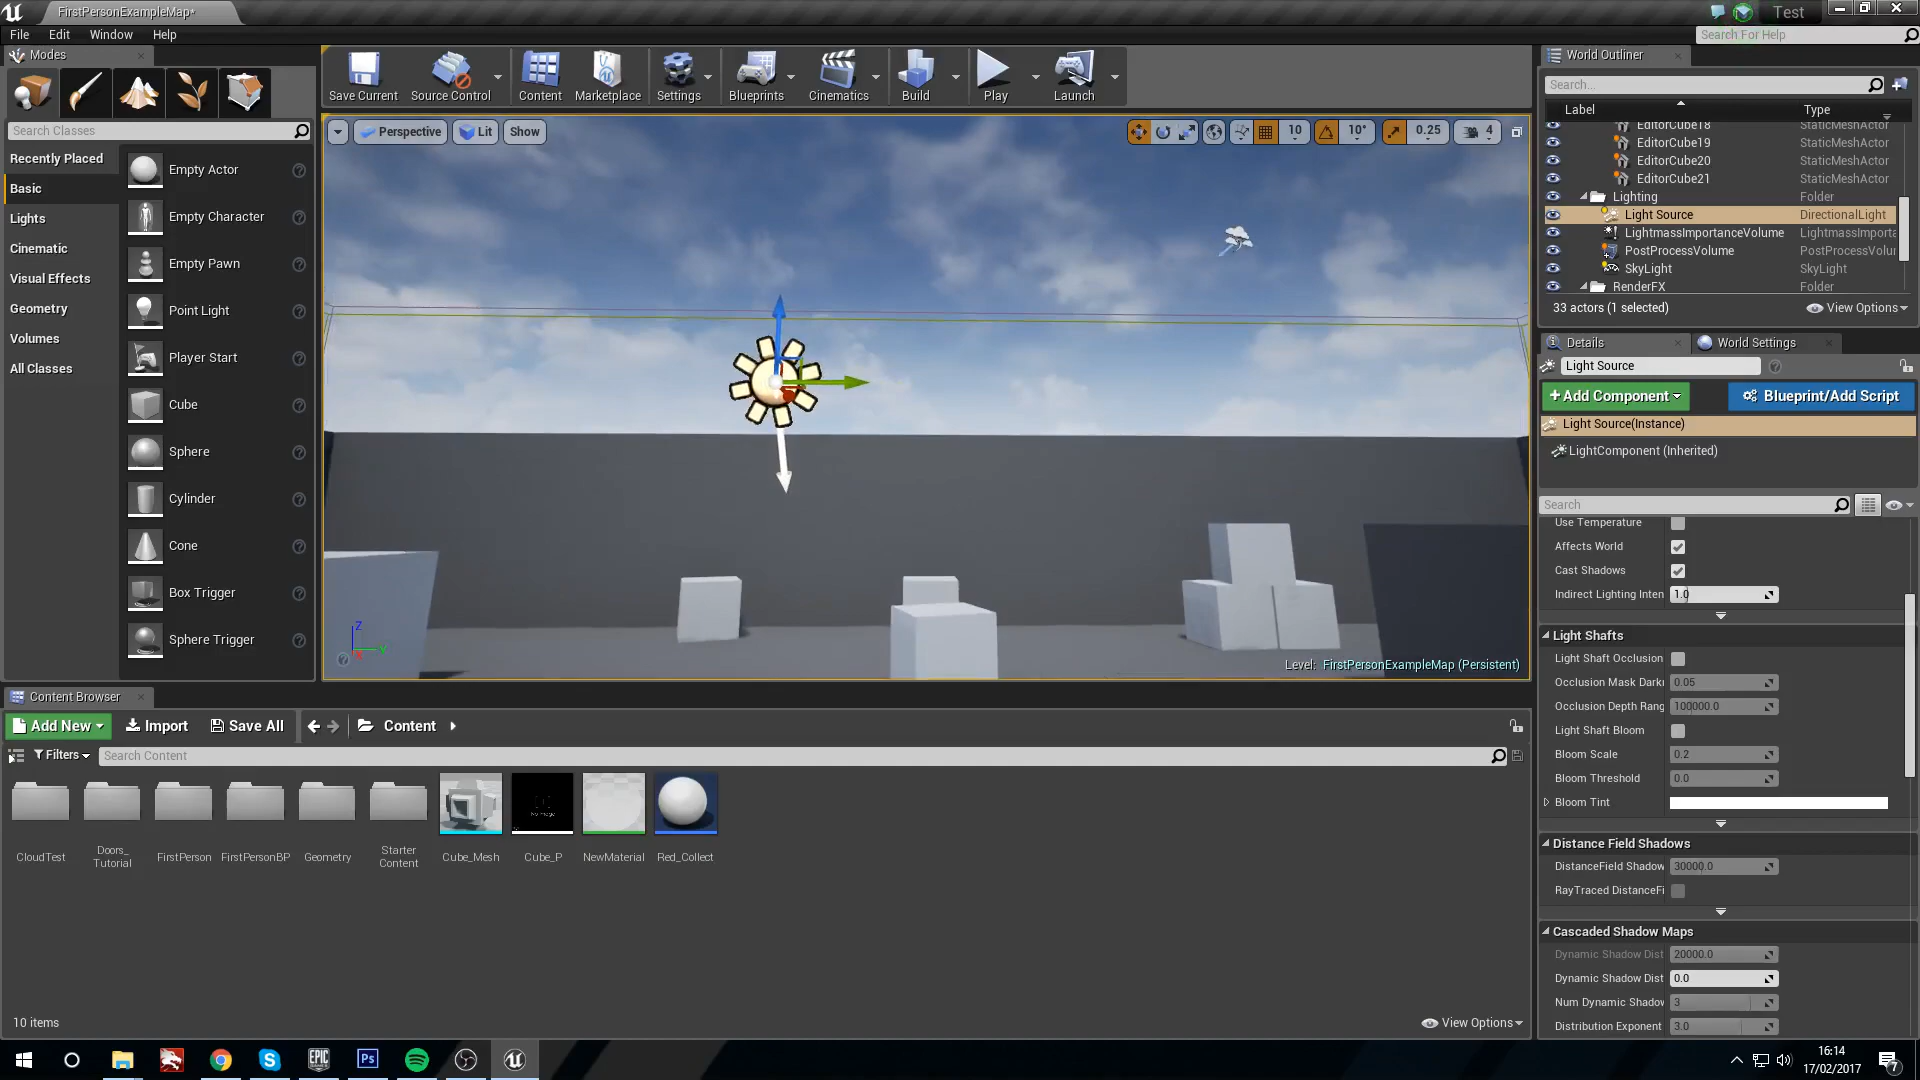 FirstPersonExampleMap*
Test
File
Edit
Window
Help
Search For Help
Modes
Search Classes
Recently Placed
Basic
Lights
Cinematic
Visual Effects
Geometry
Volumes
All Classes
Empty Actor
Empty Character
Empty Pawn
Point Light
Player Start
Cube
Sphere
Cylinder
Cone
Box Trigger
Sphere Trigger
Save Current
Source Control
Content
Marketplace
Settings
Blueprints
Cinematics
Build
Play
Launch
Perspective
Lit
Show
10
10°
0.25
4
Z
Y
X
Level: FirstPersonExampleMap (Persistent)
World Outliner
Search...
Label
Type
EditorCube18 StaticMeshActor
EditorCube19 StaticMeshActor
EditorCube20 StaticMeshActor
EditorCube21 StaticMeshActor
Lighting Folder
Light Source DirectionalLight
LightmassImportanceVolume LightmassImporta
PostProcessVolume PostProcessVolu
SkyLight SkyLight
RenderFX Folder
33 actors (1 selected)
View Options
Details
World Settings
Light Source
+Add Component
Blueprint/Add Script
Light Source(Instance)
LightComponent (Inherited)
Search
Use Temperature
Affects World
Cast Shadows
Indirect Lighting Inten 1.0
Light Shafts
Light Shaft Occlusion
Occlusion Mask Darkn 0.05
Occlusion Depth Rang 100000.0
Light Shaft Bloom
Bloom Scale 0.2
Bloom Threshold 0.0
Bloom Tint
Distance Field Shadows
DistanceField Shadow 30000.0
RayTraced DistanceFi
Cascaded Shadow Maps
Dynamic Shadow Dist 20000.0
Dynamic Shadow Dist 0.0
Num Dynamic Shadow 3
Distribution Exponent 3.0
Content Browser
Add New
Import
Save All
Content
Filters
Search Content
CloudTest
Doors_
Tutorial
FirstPerson
FirstPersonBP
Geometry
Starter
Content
Cube_Mesh
Cube_P
NewMaterial
Red_Collect
10 items
View Options
EPIC
Ps
16:14
17/02/2017
7